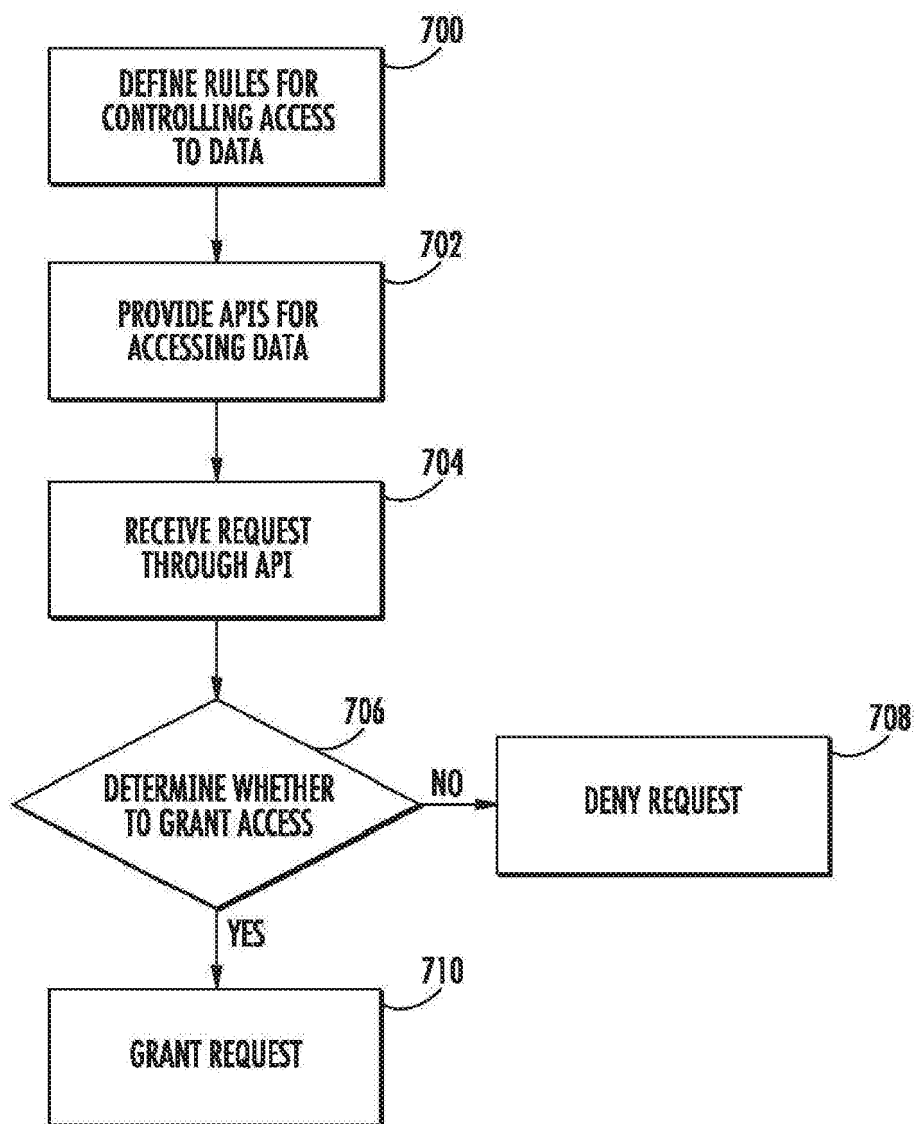 700
DEFINE RULES FOR
CONTROLLING ACCESS
TO DATA
702
PROVIDE APIS FOR
ACCESSING DATA
704
RECEIVE REQUEST
THROUGH API
706
DETERMINE WHETHER
TO GRANT ACCESS
NO
708
DENY REQUEST
YES
710
GRANT REQUEST